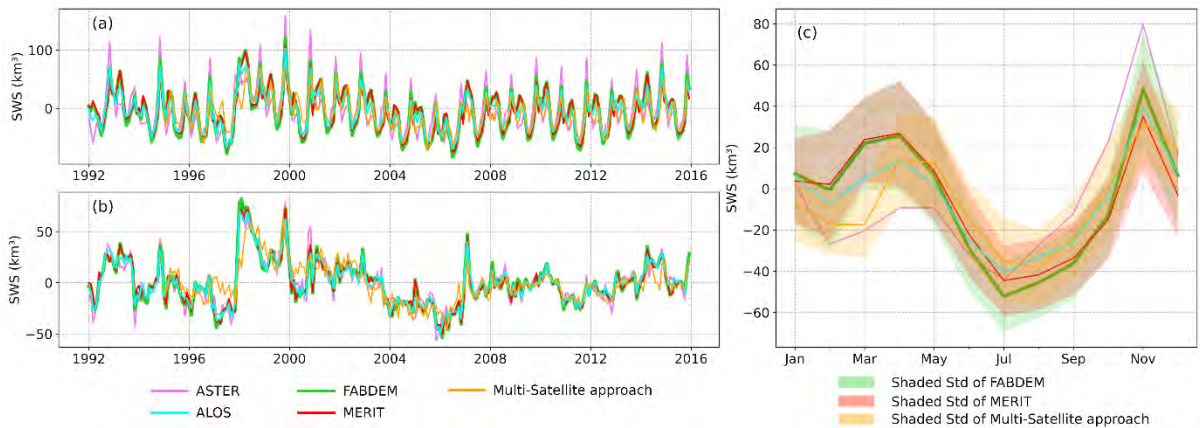 (a)
SWS (km³)
100
0
1992
1996
2000
2004
2008
2012
2016
(b)
SWS (km³)
50
0
−50
1992
1996
2000
2004
2008
2012
2016
ASTER
FABDEM
Multi-Satellite approach
ALOS
MERIT
(c)
SWS (km³)
80
60
40
20
0
−20
−40
−60
Jan
Mar
May
Jul
Sep
Nov
Shaded Std of FABDEM
Shaded Std of MERIT
Shaded Std of Multi-Satellite approach